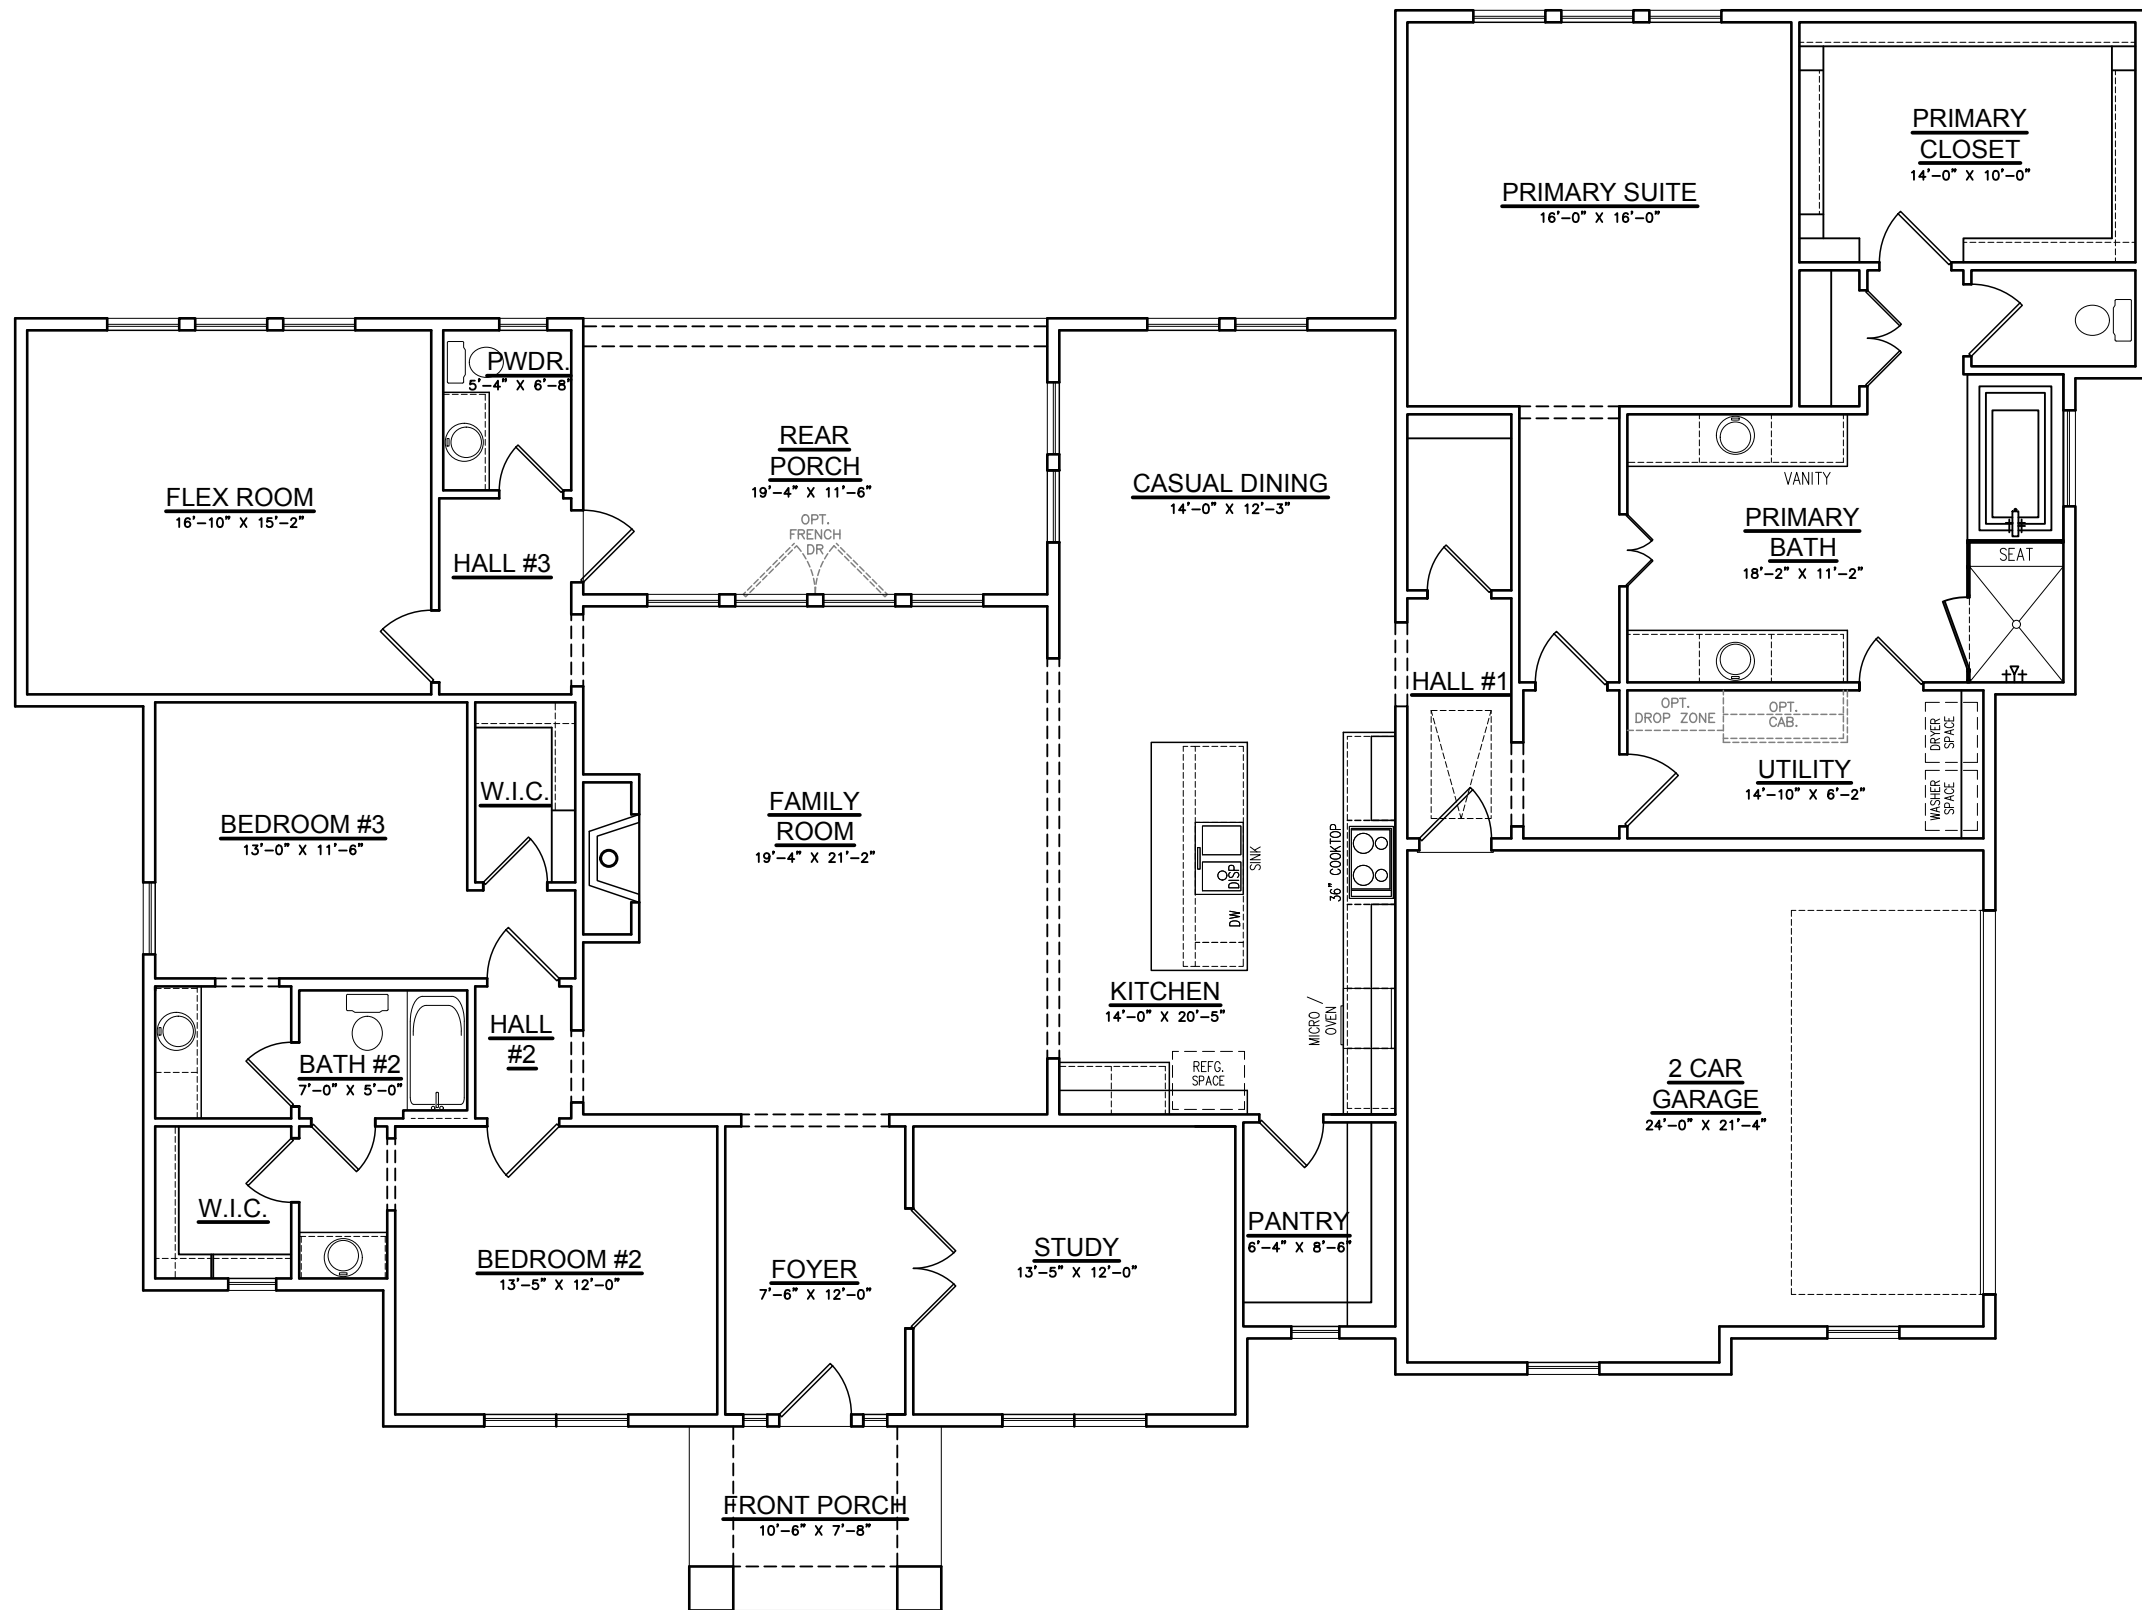 PRIMARY
CLOSET
14'-0" X 10'-0"
PRIMARY SUITE
16'-0" X 16'-0"
PWDR.
5'-4" X 6'-8"
REAR
PORCH
19'-4" X 11'-6"
OPT.
FRENCH
DR
CASUAL DINING
14'-0" X 12'-3"
VANITY
PRIMARY
BATH
18'-2" X 11'-2"
SEAT
FLEX ROOM
16'-10" X 15'-2"
HALL #3
HALL #1
OPT.
DROP ZONE
OPT.
CAB.
DRYER
SPACE
WASHER
SPACE
UTILITY
14'-10" X 6'-2"
W.I.C.
BEDROOM #3
13'-0" X 11'-6"
FAMILY
ROOM
19'-4" X 21'-2"
SINK
DISP
DW
36" COOKTOP
KITCHEN
14'-0" X 20'-5"
MICRO /
OVEN
REFG.
SPACE
HALL
#2
BATH #2
7'-0" X 5'-0"
2 CAR
GARAGE
24'-0" X 21'-4"
W.I.C.
BEDROOM #2
13'-5" X 12'-0"
FOYER
7'-6" X 12'-0"
STUDY
13'-5" X 12'-0"
PANTRY
6'-4" X 8'-6"
FRONT PORCH
10'-6" X 7'-8"